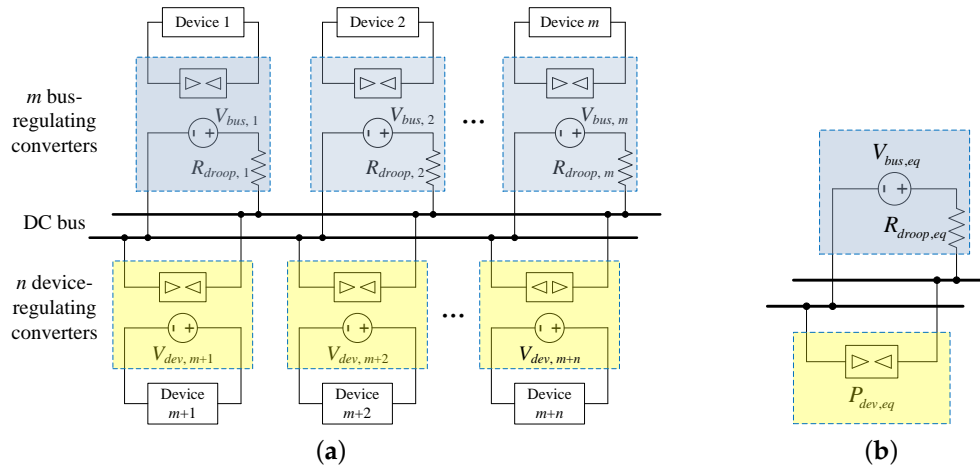 Device 1
Device 2
Device m
m bus-
regulating
converters
V_bus, 1
V_bus, 2
...
V_bus, m
R_droop, 1
R_droop, 2
R_droop, m
DC bus
n device-
regulating
converters
...
V_dev, m+1
V_dev, m+2
V_dev, m+n
Device
m+1
Device
m+2
Device
m+n
(a)
V_bus,eq
R_droop,eq
P_dev,eq
(b)